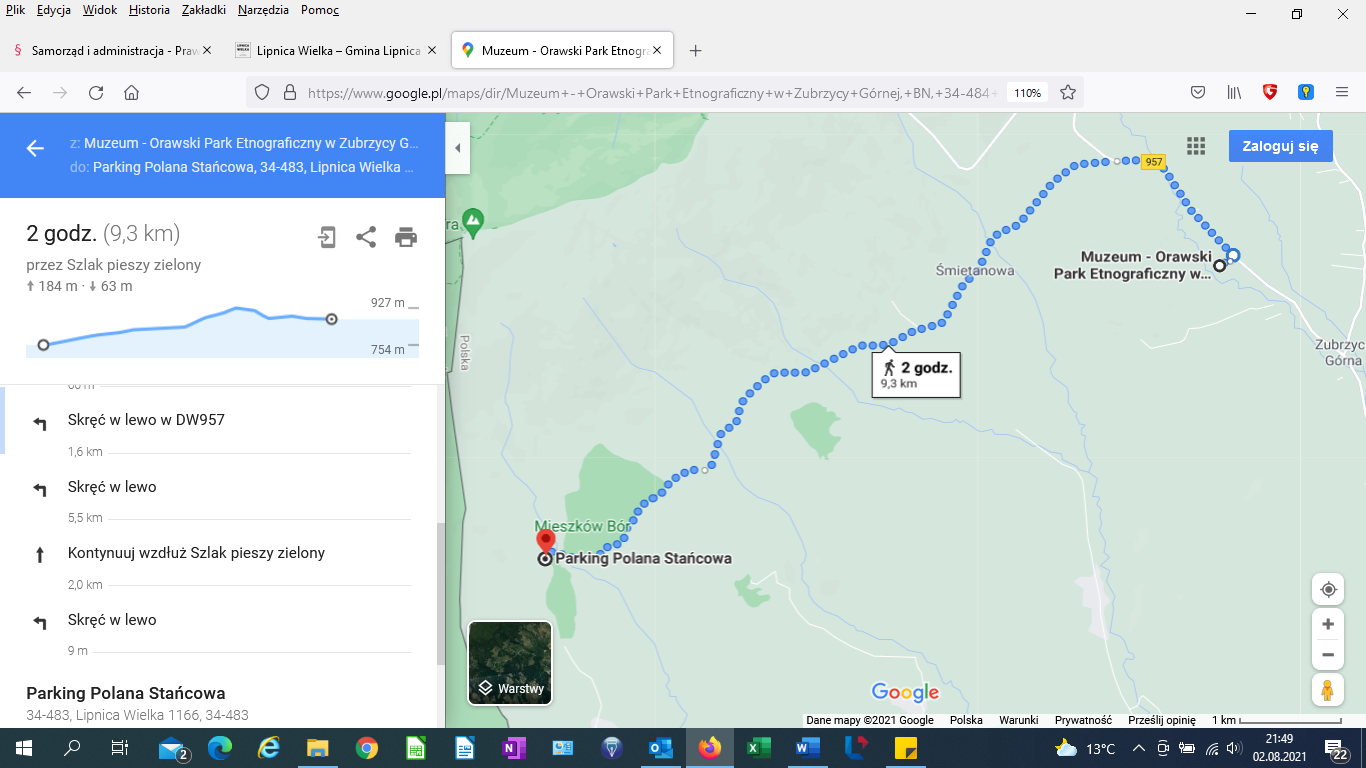 Plik Edycja Widok Historia Zakładki Narzędzia Pomoc
Samorząd i administracja - Praw
Lipnica Wielka – Gmina Lipnica
Muzeum - Orawski Park Etnogra
https://www.google.pl/maps/dir/Muzeum+-+Orawski+Park+Etnograficzny+w+Zubrzycy+Górnej,+BN,+34-484+
110%
z: Muzeum - Orawski Park Etnograficzny w Zubrzycy G...
do: Parking Polana Stańcowa, 34-483, Lipnica Wielka ...
2 godz. (9,3 km)
przez Szlak pieszy zielony
184 m · 63 m
927 m
754 m
Skręć w lewo w DW957
1,6 km
Skręć w lewo
5,5 km
Kontynuuj wzdłuż Szlak pieszy zielony
2,0 km
Skręć w lewo
9 m
Parking Polana Stańcowa
34-483, Lipnica Wielka 1166, 34-483
Zaloguj się
957
ra
Muzeum - Orawski
Park Etnograficzny w...
Śmietanowa
Polska
Zubrzyc
Górna
2 godz.
9,3 km
Mieszków Bór
Parking Polana Stańcowa
Warstwy
Google
Dane mapy ©2021 Google Polska Warunki Prywatność Prześlij opinię 1 km
2
13°C
21:49
02.08.2021
22